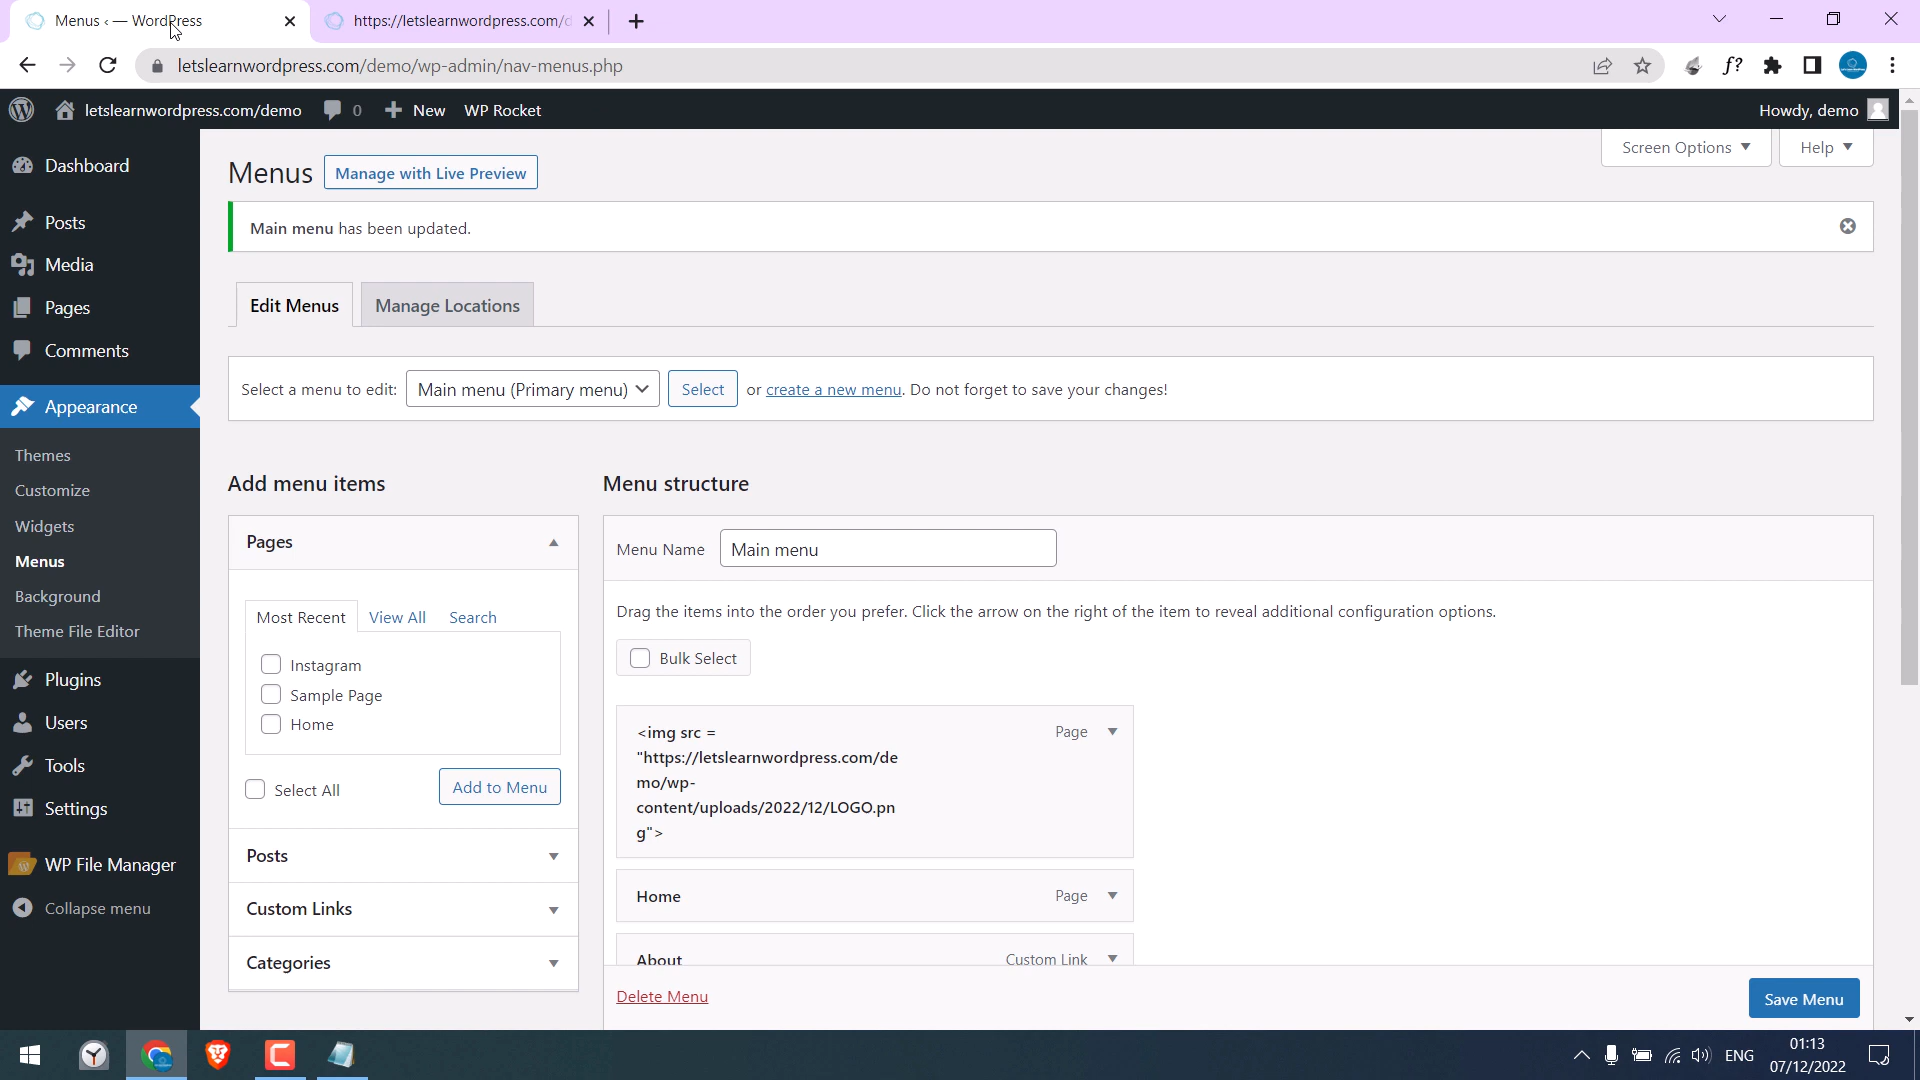 Menus ‹ — WordPress
https://letslearnwordpress.com/d
letslearnwordpress.com/demo/wp-admin/nav-menus.php
f?
letslearnwordpress.com/demo 0 New WP Rocket Howdy, demo
Screen Options Help
Dashboard
Posts
Media
Pages
Comments
Appearance
Themes
Customize
Widgets
Menus
Background
Theme File Editor
Plugins
Users
Tools
Settings
WP File Manager
Collapse menu
Menus Manage with Live Preview
Main menu has been updated.
Edit Menus Manage Locations
Select a menu to edit: Main menu (Primary menu) Select or create a new menu. Do not forget to save your changes!
Add menu items
Pages
Most Recent View All Search
Instagram
Sample Page
Home
Select All Add to Menu
Posts
Custom Links
Categories
Menu structure
Menu Name Main menu
Drag the items into the order you prefer. Click the arrow on the right of the item to reveal additional configuration options.
Bulk Select
<img src = Page
"https://letslearnwordpress.com/de
mo/wp-
content/uploads/2022/12/LOGO.pn
g">
Home Page
About Custom Link
Delete Menu Save Menu
ENG
01:13
07/12/2022